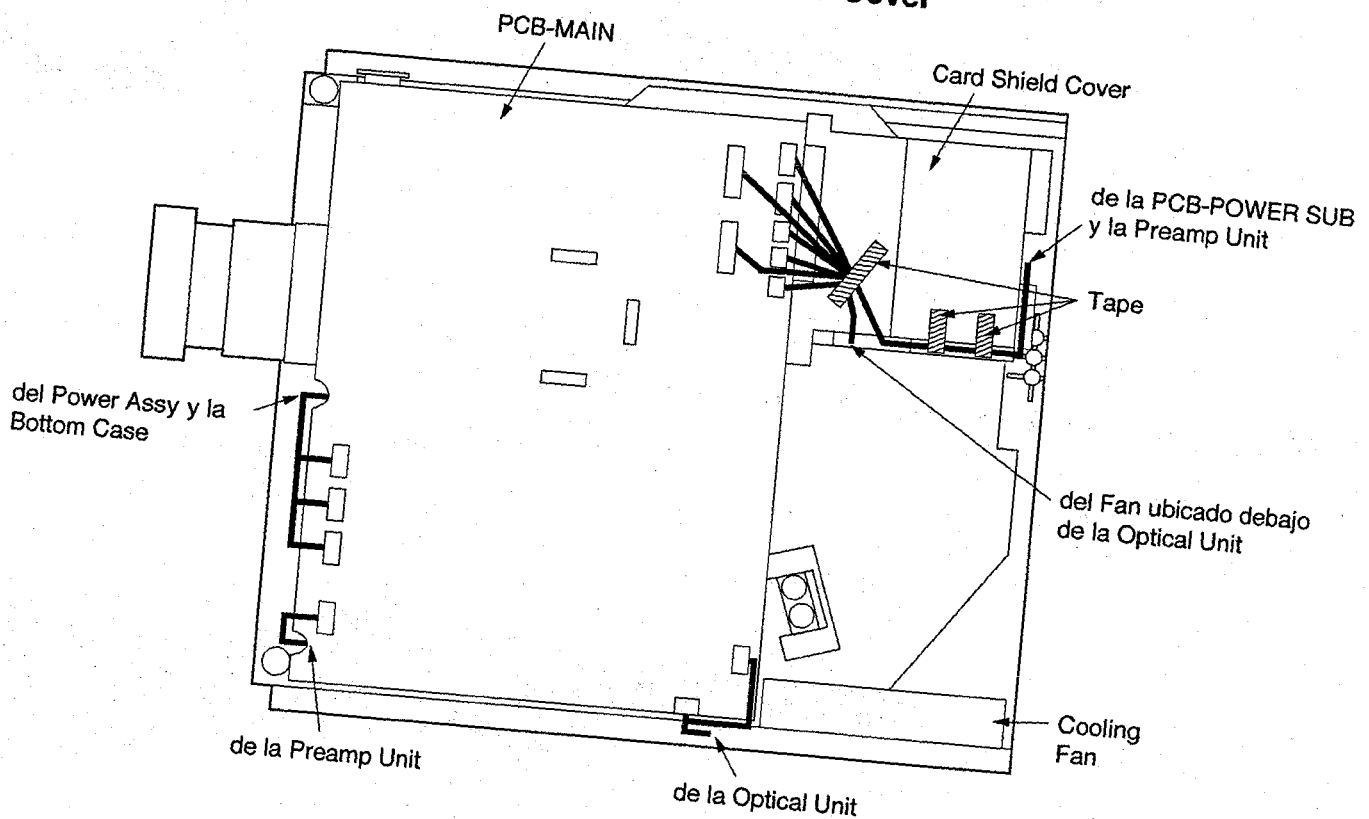 Cover
PCB-MAIN
Card Shield Cover
de la PCB-POWER SUB
y la Preamp Unit
Tape
del Power Assy y la
Bottom Case
del Fan ubicado debajo
de la Optical Unit
Cooling
Fan
de la Preamp Unit
de la Optical Unit